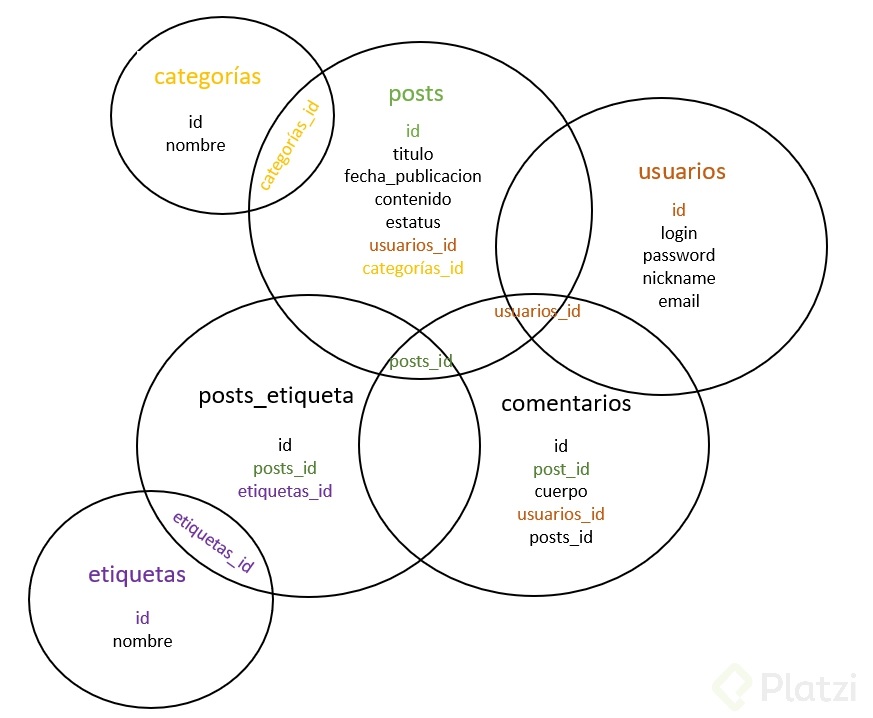 categorías
id
nombre
categorías_id
posts
id
titulo
fecha_publicacion
contenido
estatus
usuarios_id
categorías_id
usuarios
id
login
password
nickname
email
usuarios_id
posts_id
posts_etiqueta
id
posts_id
etiquetas_id
comentarios
id
post_id
cuerpo
usuarios_id
posts_id
etiquetas_id
etiquetas
id
nombre
Platzi